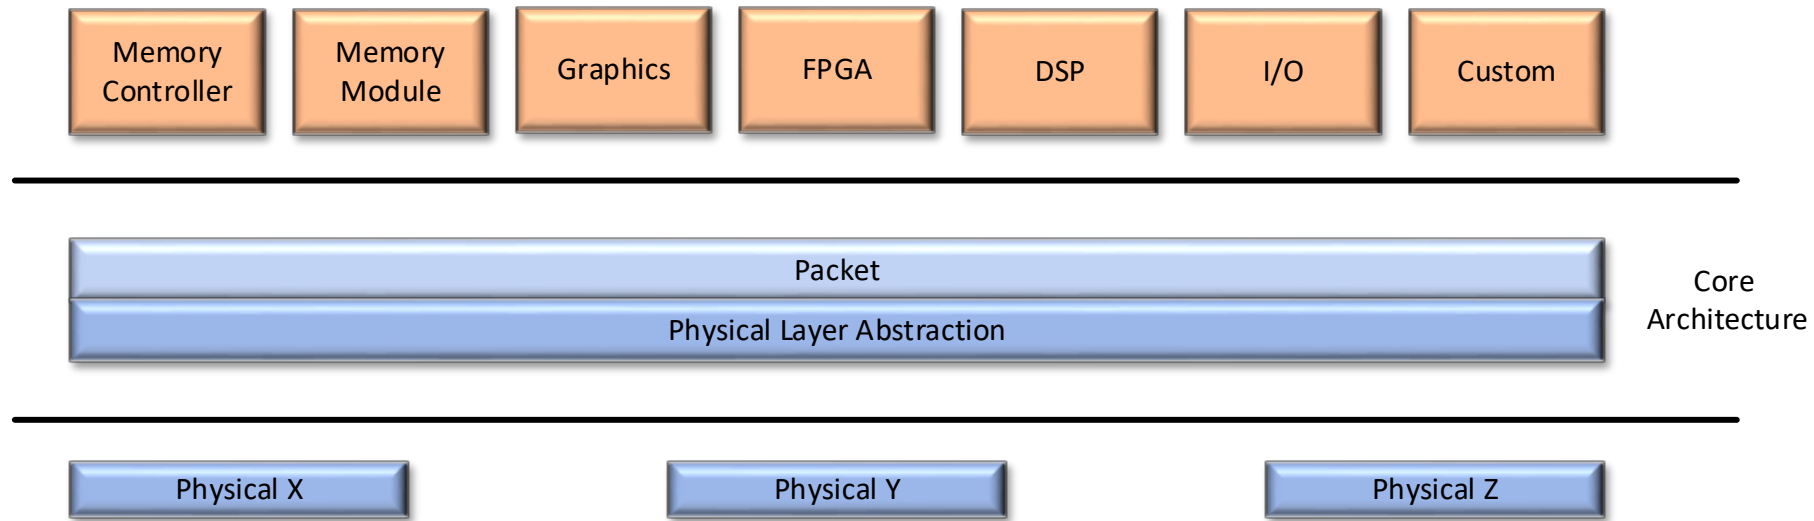 Memory
Controller
Memory
Module
Graphics
FPGA
DSP
I/O
Custom
Packet
Physical Layer Abstraction
Core
Architecture
Physical X
Physical Y
Physical Z